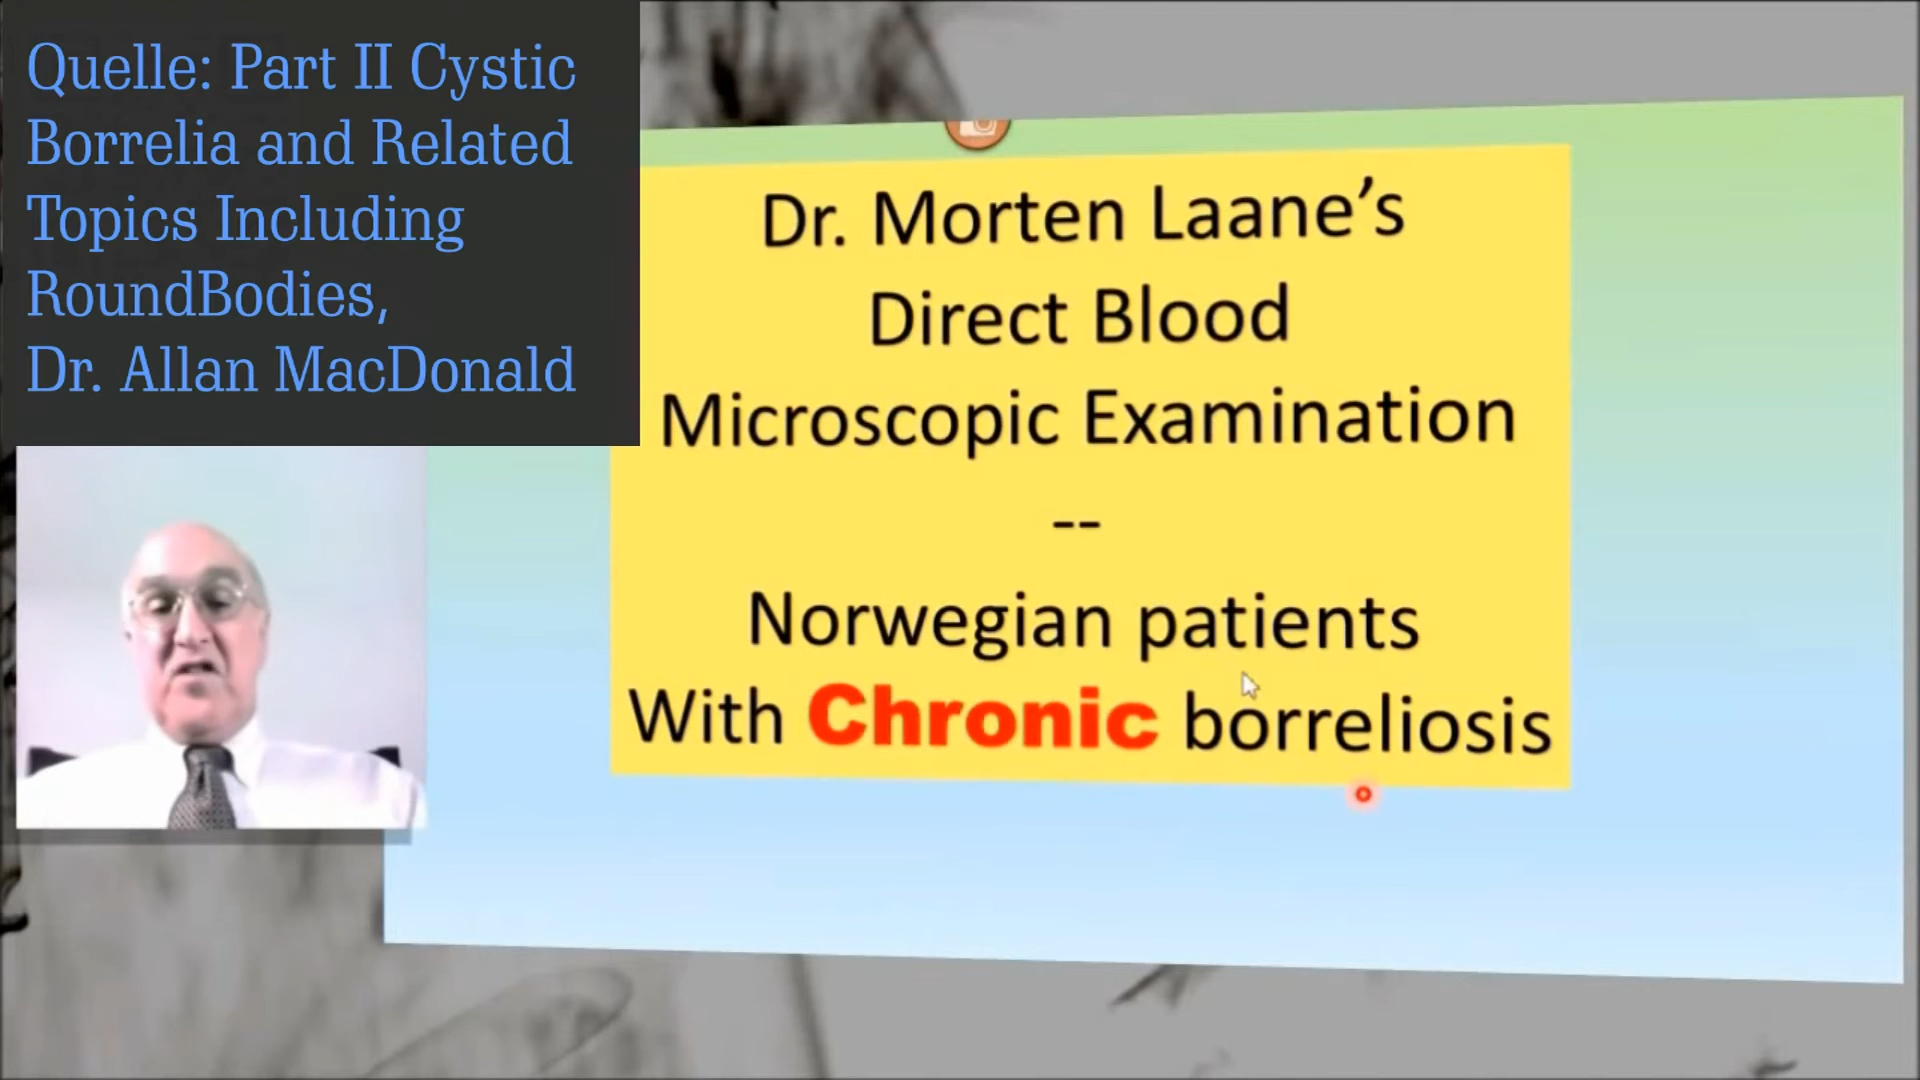 Quelle: Part II Cystic
Borrelia and Related
Topics Including
RoundBodies,
Dr. Allan MacDonald
Dr. Morten Laane’s
Direct Blood
Microscopic Examination
--
Norwegian patients
With Chronic borreliosis